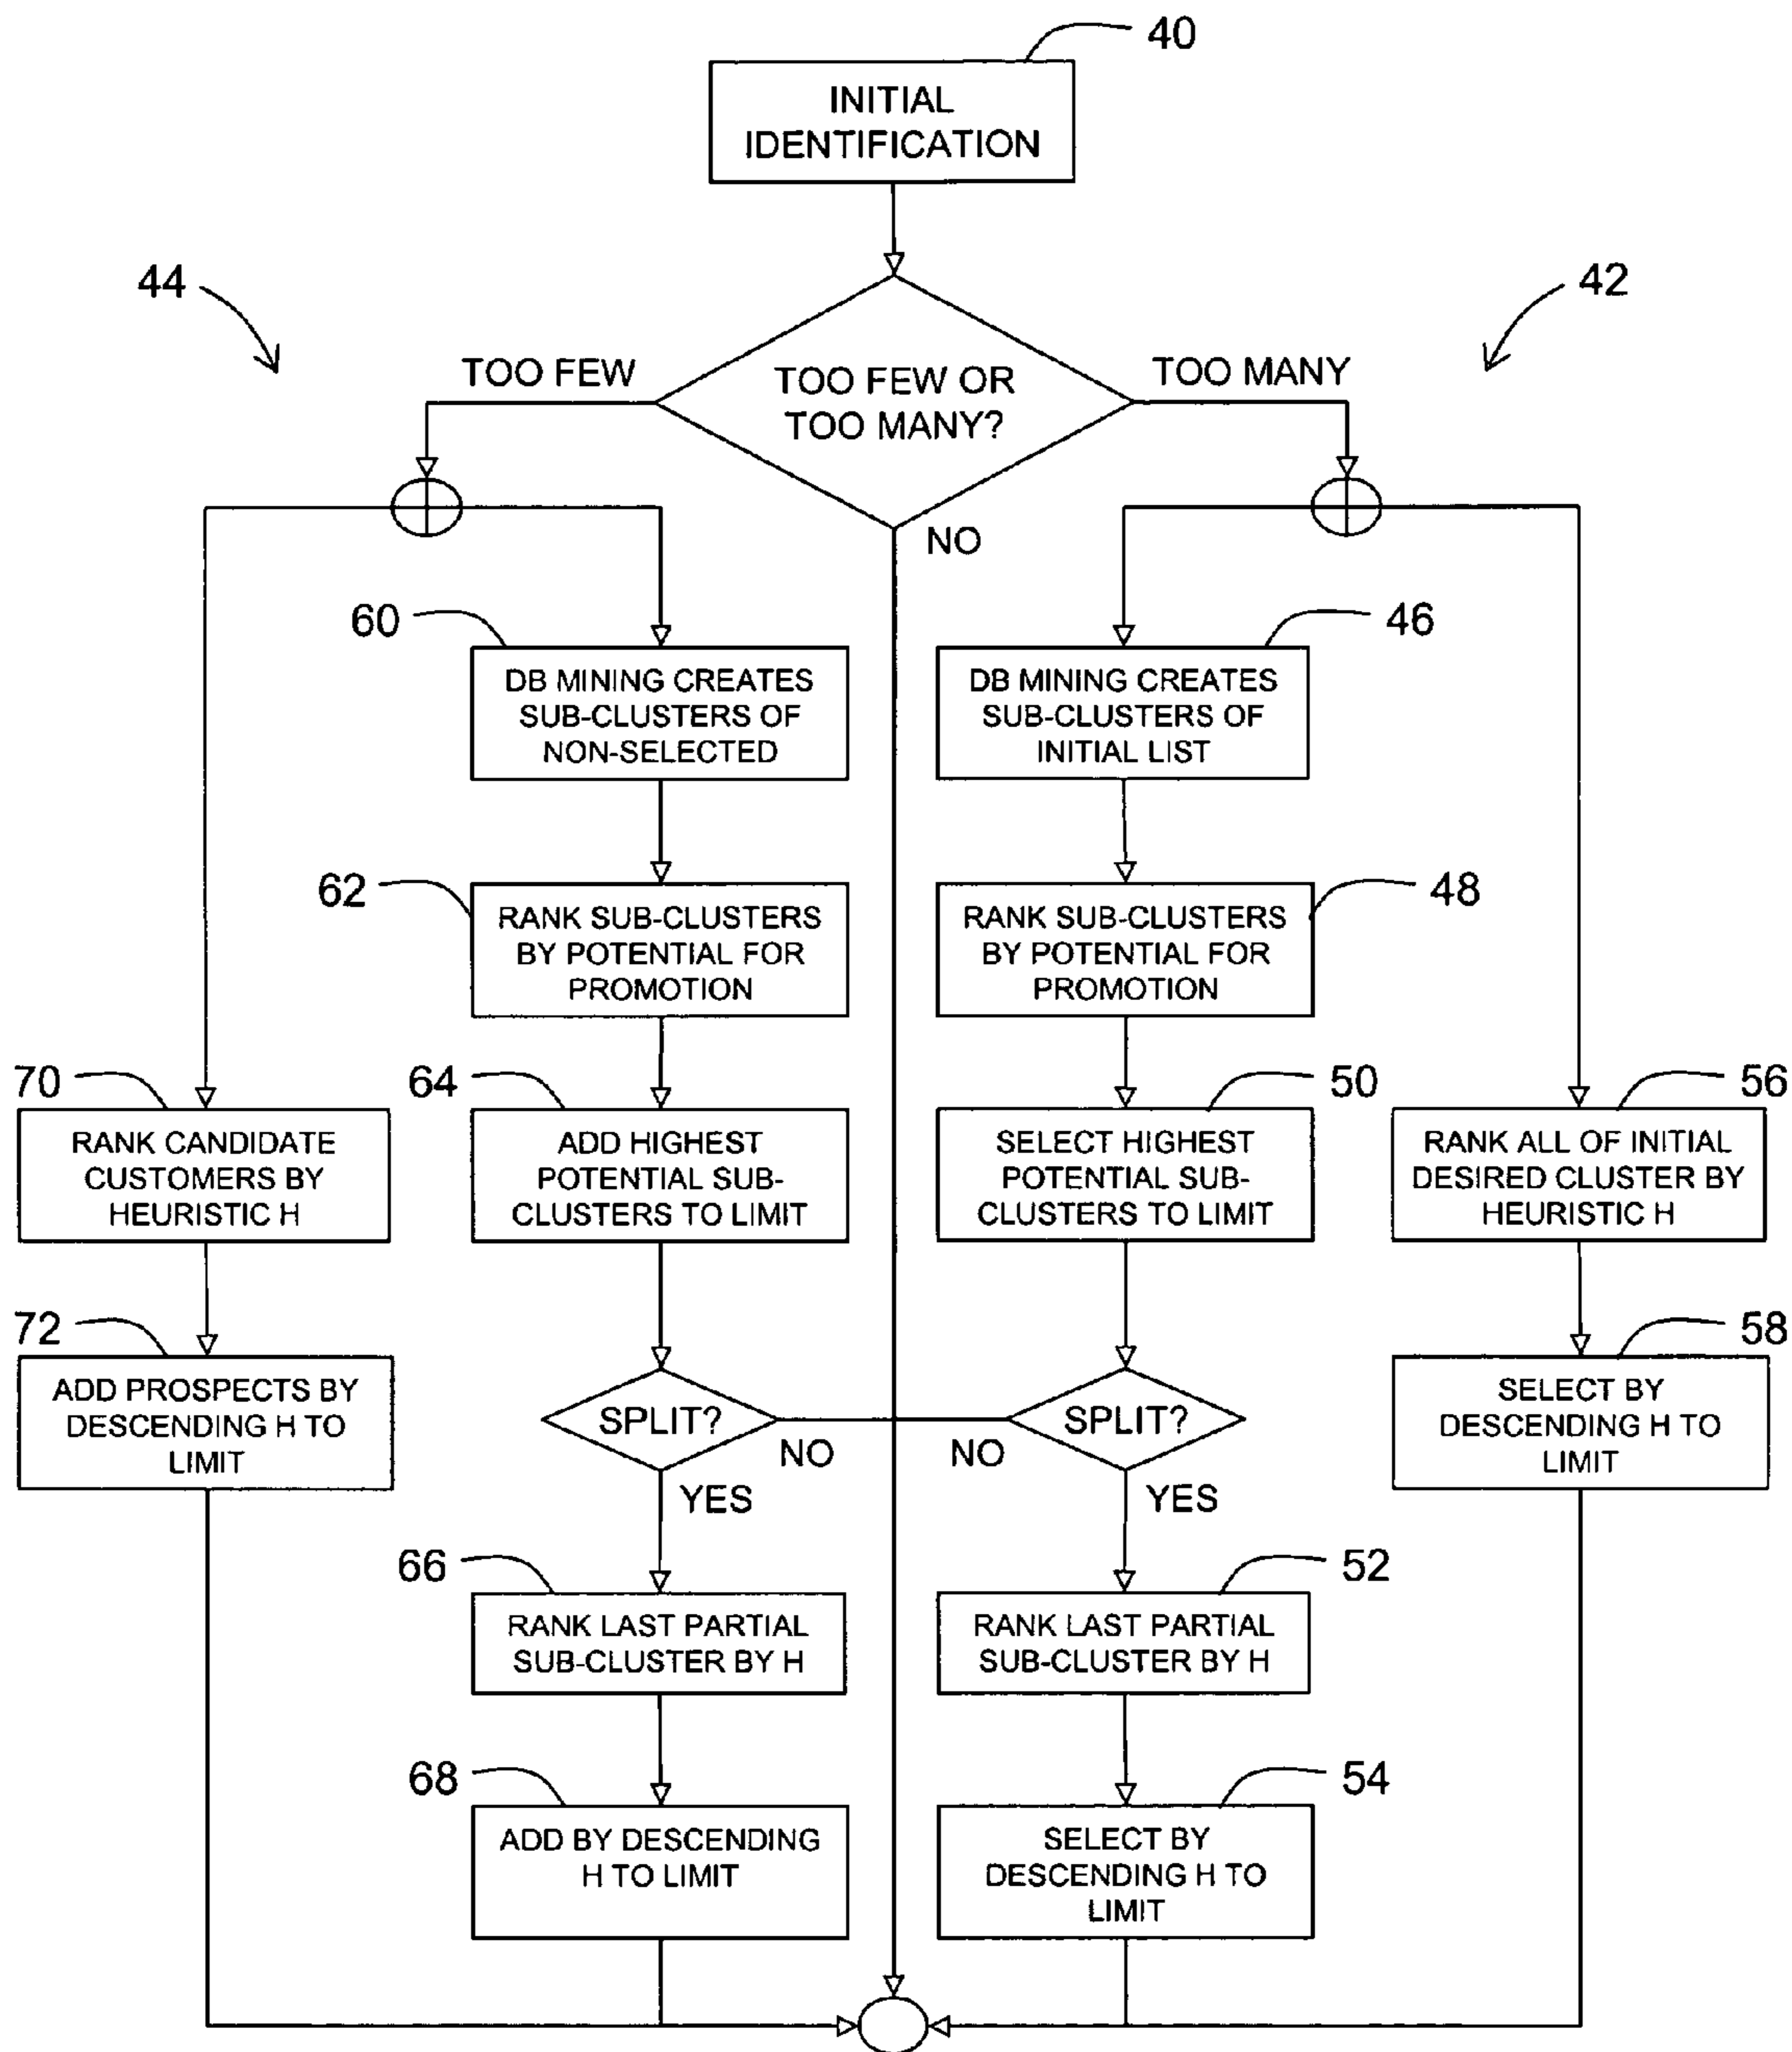 40
INITIAL
IDENTIFICATION
44
42
TOO FEW
TOO FEW OR
TOO MANY?
TOO MANY
NO
60
DB MINING CREATES
SUB-CLUSTERS OF
NON-SELECTED
46
DB MINING CREATES
SUB-CLUSTERS OF
INITIAL LIST
62
RANK SUB-CLUSTERS
BY POTENTIAL FOR
PROMOTION
48
RANK SUB-CLUSTERS
BY POTENTIAL FOR
PROMOTION
70
RANK CANDIDATE
CUSTOMERS BY
HEURISTIC H
64
ADD HIGHEST
POTENTIAL SUB-
CLUSTERS TO LIMIT
50
SELECT HIGHEST
POTENTIAL SUB-
CLUSTERS TO LIMIT
56
RANK ALL OF INITIAL
DESIRED CLUSTER BY
HEURISTIC H
72
ADD PROSPECTS BY
DESCENDING H TO
LIMIT
SPLIT?
NO
YES
SPLIT?
NO
YES
58
SELECT BY
DESCENDING H TO
LIMIT
66
RANK LAST PARTIAL
SUB-CLUSTER BY H
52
RANK LAST PARTIAL
SUB-CLUSTER BY H
68
ADD BY DESCENDING
H TO LIMIT
54
SELECT BY
DESCENDING H TO
LIMIT